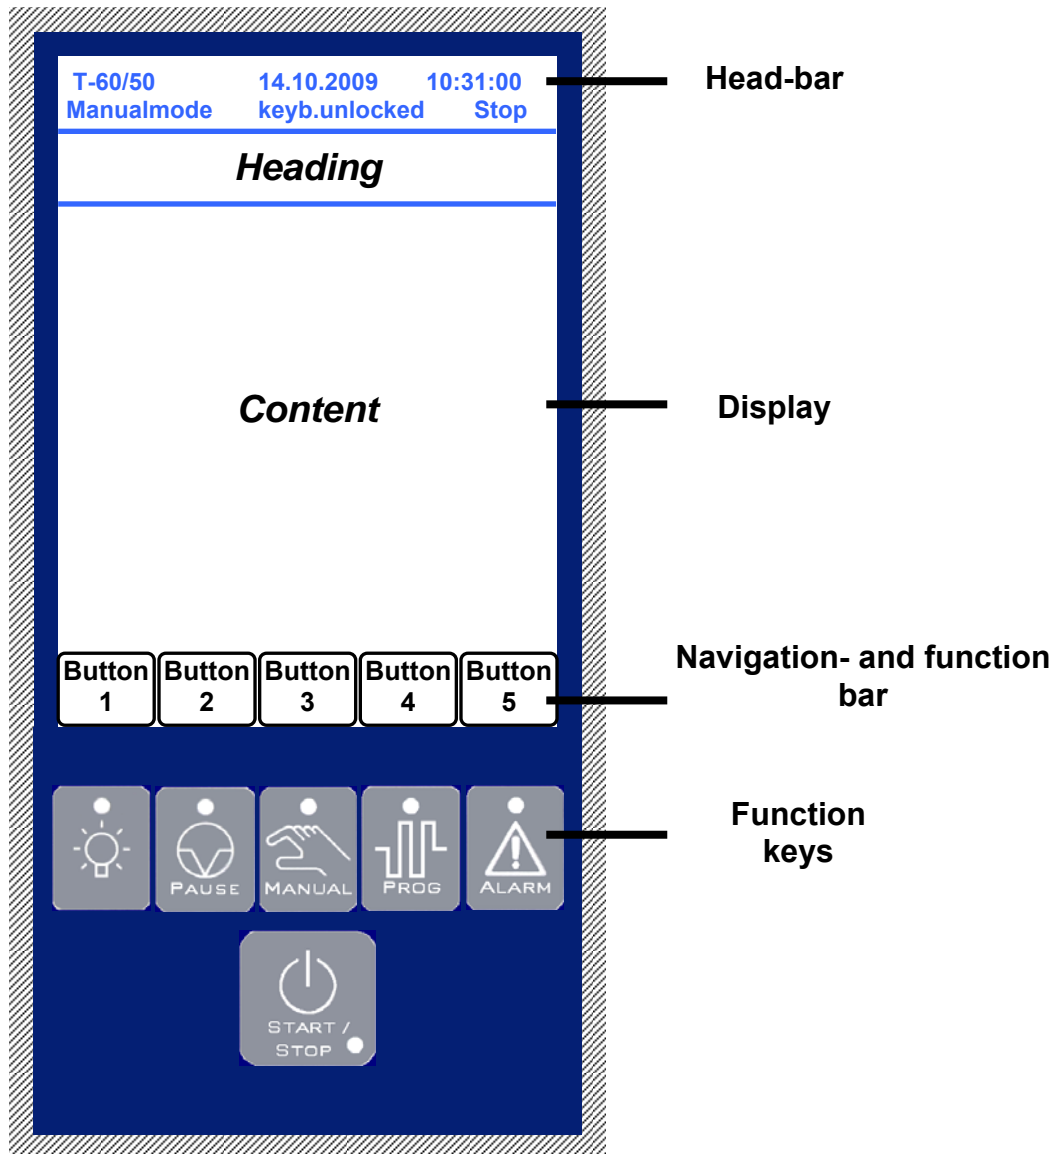 T-60/50 14.10.2009 10:31:00
Manualmode keyb.unlocked Stop
Head-bar
Heading
Content
Display
Button Button Button Button Button
1 2 3 4 5
Navigation- and function
bar
PAUSE MANUAL PROG ALARM
Function
keys
START /
STOP